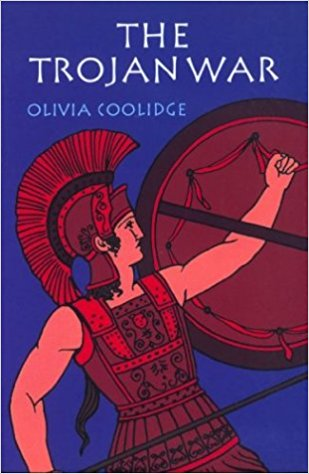 THE
TROJAN WAR
OLIVIA COOLIDGE